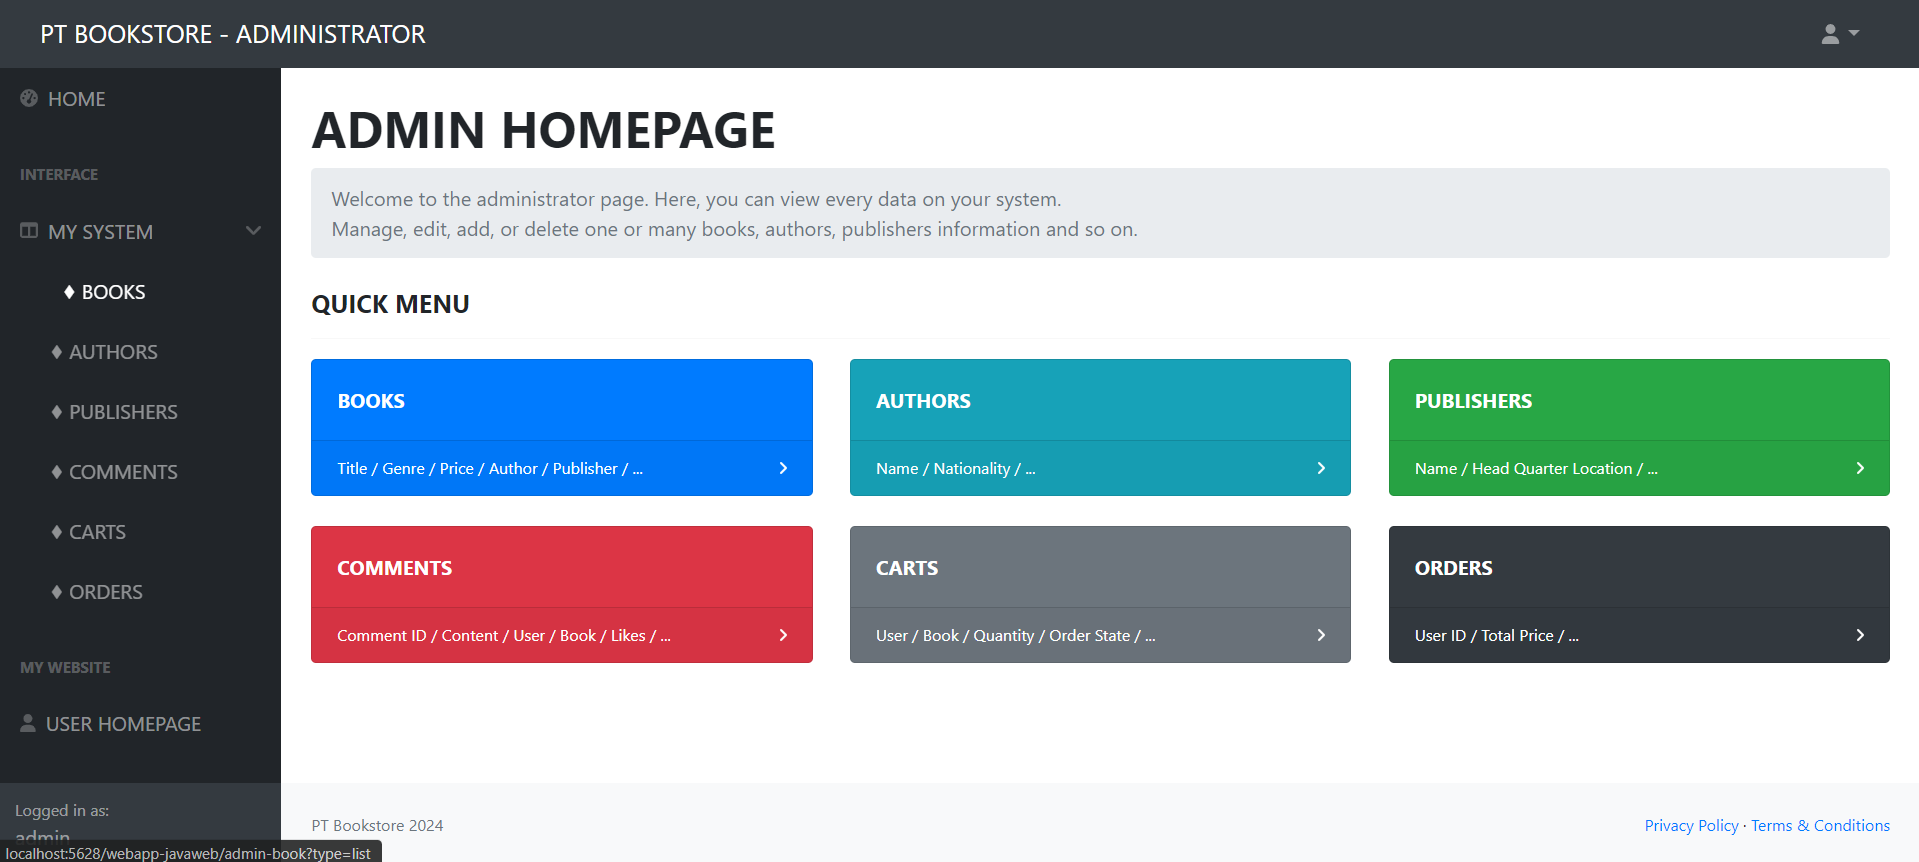 PT BOOKSTORE - ADMINISTRATOR
HOME
INTERFACE
MY SYSTEM
♦ BOOKS
♦ AUTHORS
♦ PUBLISHERS
♦ COMMENTS
♦ CARTS
♦ ORDERS
MY WEBSITE
USER HOMEPAGE
Logged in as:
admin
localhost:5628/webapp-javaweb/admin-book?type=list
ADMIN HOMEPAGE
Welcome to the administrator page. Here, you can view every data on your system.
Manage, edit, add, or delete one or many books, authors, publishers information and so on.
QUICK MENU
BOOKS
Title / Genre / Price / Author / Publisher / ...
AUTHORS
Name / Nationality / ...
PUBLISHERS
Name / Head Quarter Location / ...
COMMENTS
Comment ID / Content / User / Book / Likes / ...
CARTS
User / Book / Quantity / Order State / ...
ORDERS
User ID / Total Price / ...
PT Bookstore 2024
Privacy Policy · Terms & Conditions